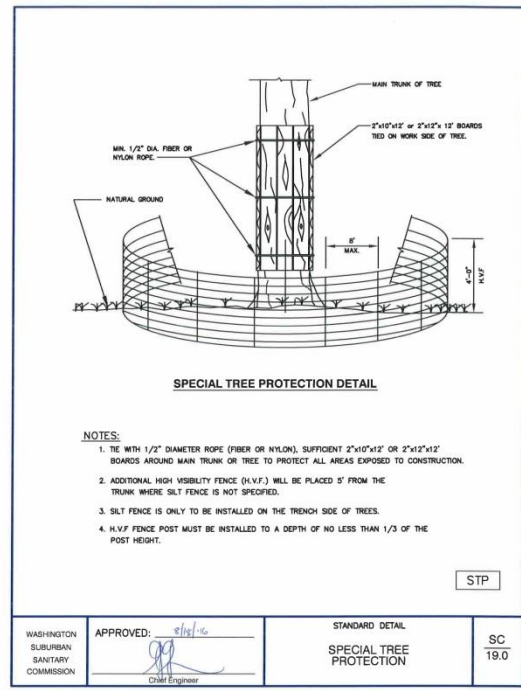 MAIN TRUNK OF TREE
2"x10"x12' or 2"x12"x 12' BOARDS
TIED ON WORK SIDE OF TREE.
MIN. 1/2" DIA. FIBER OR
NYLON ROPE.
NATURAL GROUND
8'
MAX.
4'-0"
H.V.F
SPECIAL TREE PROTECTION DETAIL
NOTES:
1. TIE WITH 1/2" DIAMETER ROPE (FIBER OR NYLON), SUFFICIENT 2"x10"x12' OR 2"x12"x12'
BOARDS AROUND MAIN TRUNK OR TREE TO PROTECT ALL AREAS EXPOSED TO CONSTRUCTION.
2. ADDITIONAL HIGH VISIBILITY FENCE (H.V.F.) WILL BE PLACED 5' FROM THE
TRUNK WHERE SILT FENCE IS NOT SPECIFIED.
3. SILT FENCE IS ONLY TO BE INSTALLED ON THE TRENCH SIDE OF TREES.
4. H.V.F FENCE POST MUST BE INSTALLED TO A DEPTH OF NO LESS THAN 1/3 OF THE
POST HEIGHT.
STP
WASHINGTON
SUBURBAN
SANITARY
COMMISSION
APPROVED:
Chief Engineer
STANDARD DETAIL
SPECIAL TREE
PROTECTION
SC
19.0